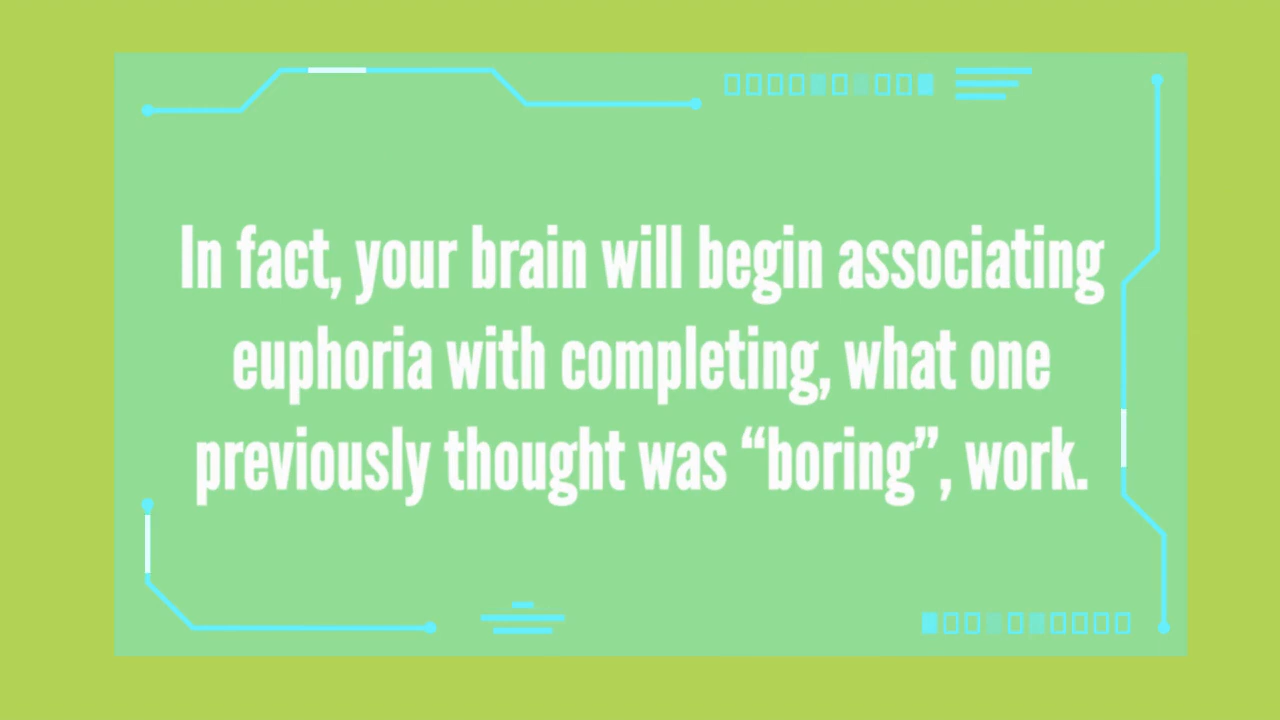 In fact, your brain will begin associating
euphoria with completing, what one
previously thought was “boring”, work.